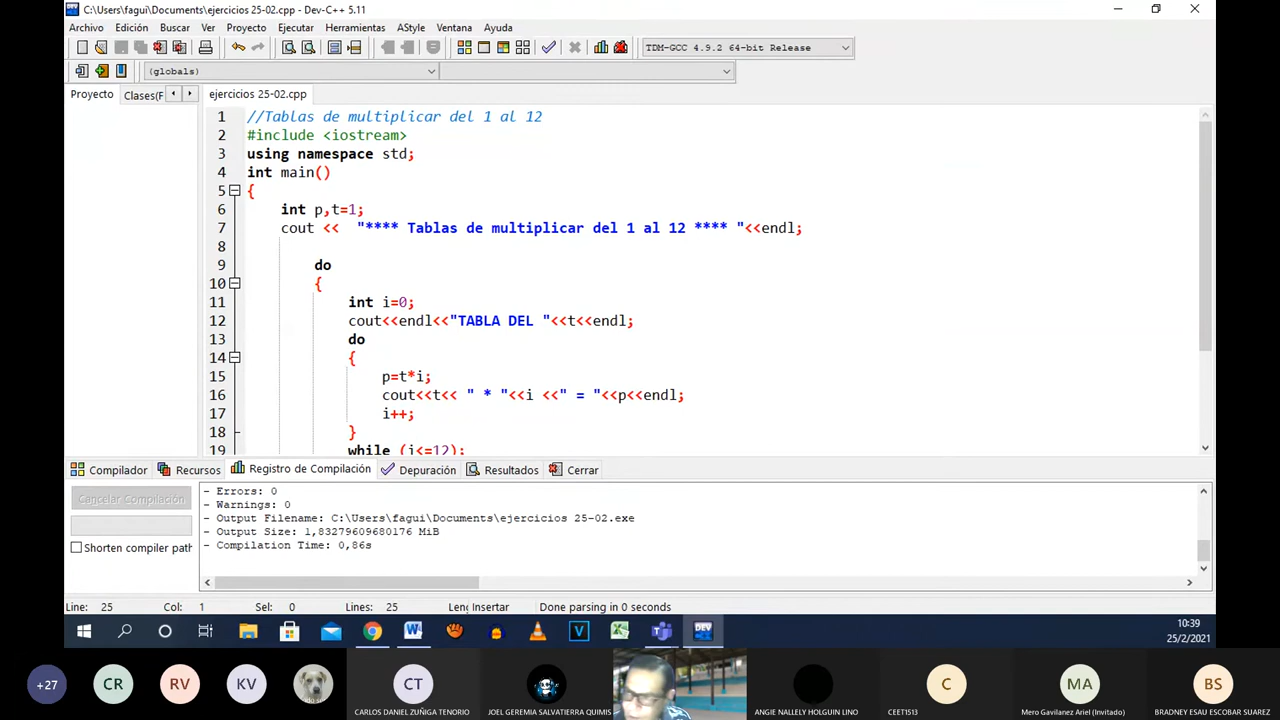 C:\Users\fagui\Documents\ejercicios 25-02.cpp - Dev-C++ 5.11
Archivo Edición Buscar Ver Proyecto Ejecutar Herramientas AStyle Ventana Ayuda
TDM-GCC 4.9.2 64-bit Release
(globals)
Proyecto Clases(F ejercicios 25-02.cpp
1 //Tablas de multiplicar del 1 al 12
2 #include <iostream>
3 using namespace std;
4 int main()
5 {
6 int p,t=1;
7 cout << "**** Tablas de multiplicar del 1 al 12 **** "<<endl;
8
9 do
10 {
11 int i=0;
12 cout<<endl<<"TABLA DEL "<<t<<endl;
13 do
14 {
15 p=t*i;
16 cout<<t<< " * "<<i <<" = "<<p<<endl;
17 i++;
18 }
19 while (i<=12);
Compilador Recursos Registro de Compilación Depuración Resultados Cerrar
Cancelar Compilación
Shorten compiler path
- Errors: 0
- Warnings: 0
- Output Filename: C:\Users\fagui\Documents\ejercicios 25-02.exe
- Output Size: 1,83279609680176 MiB
- Compilation Time: 0,86s
Line: 25 Col: 1 Sel: 0 Lines: 25 Leng Insertar Done parsing in 0 seconds
DEV
10:39
25/2/2021
+27 CR RV KV CT C MA BS
CARLOS DANIEL ZUÑIGA TENORIO JOEL GEREMIA SALVATIERRA QUIMIS ANGIE NALLELY HOLGUIN LINO CEET1513 Mero Gavilanez Ariel (Invitado) BRADNEY ESAU ESCOBAR SUAREZ